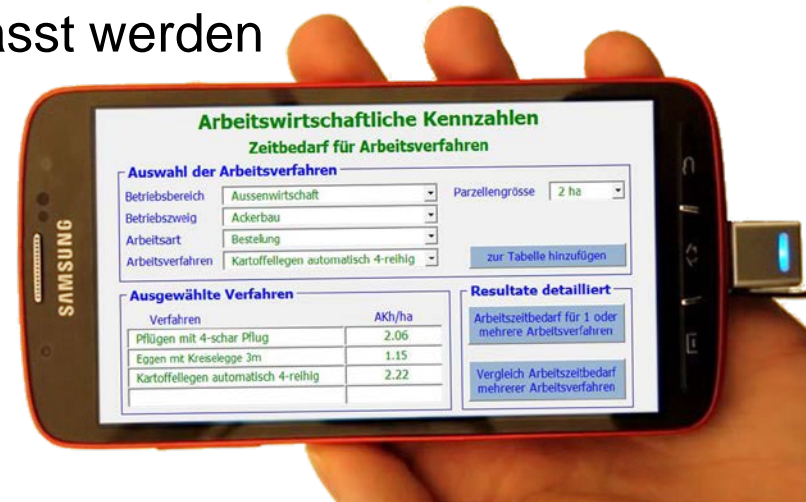 asst werden
Arbeitswirtschaftliche Kennzahlen
Zeitbedarf für Arbeitsverfahren
Auswahl der Arbeitsverfahren
Betriebsbereich Aussenwirtschaft Parzellengrösse 2 ha
Betriebszweig Ackerbau
Arbeitsart Bestellung
Arbeitsverfahren Kartoffellegen automatisch 4-reihig zur Tabelle hinzufügen
Ausgewählte Verfahren
Verfahren AKh/ha
Pflügen mit 4-schar Pflug 2.06
Eggen mt Kreiselegge 3m 1.15
Kartoffellegen automatisch 4-reihig 2.22
Resultate detailliert
Arbeitszeitbedarf für 1 oder
mehrere Arbeitsverfahren
Vergleich Arbeitszeitbedarf
mehrerer Arbeitsverfahren
SAMSUNG